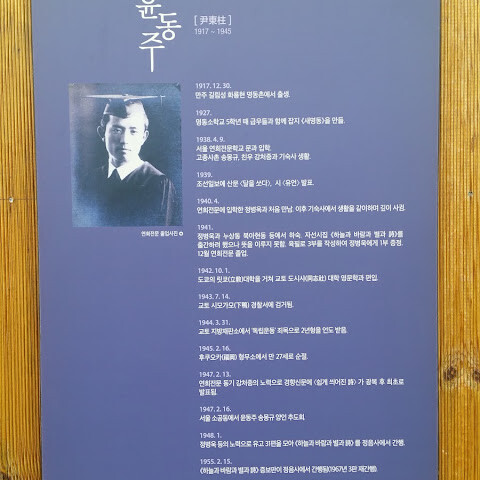 윤동주
[ 尹東柱 ]
1917 ~ 1945
1917. 12. 30.
만주 길림성 화룡현 명동촌에서 출생.
1927.
명동소학교 5학년 때 급우들과 함께 잡지 《새명동》을 만듦.
1938. 4. 9.
서울 연희전문학교 문과 입학.
고종사촌 송몽규, 친우 강처중과 기숙사 생활.
1939.
조선일보에 산문 〈달을 쏘다〉, 시 〈유언〉 발표.
1940. 4.
연희전문에 입학한 정병욱과 처음 만남. 이후 기숙사에서 생활을 같이하며 깊이 사귐.
1941.
정병욱과 누상동 북아현동 등에서 하숙. 자선시집 《하늘과 바람과 별과 詩》를
출간하려 했으나 뜻을 이루지 못함. 육필로 3부를 작성하여 정병욱에게 1부 증정.
12월 연희전문 졸업.
연희전문 졸업사진
1942. 10. 1.
도쿄의 릿쿄(立敎)대학을 거쳐 교토 도시샤(同志社) 대학 영문학과 편입.
1943. 7. 14.
교토 시모가모(下鴨) 경찰서에 검거됨.
1944. 3. 31.
교토 지방재판소에서 '독립운동' 죄목으로 2년형을 언도 받음.
1945. 2. 16.
후쿠오카(福岡) 형무소에서 만 27세로 순절.
1947. 2. 13.
연희전문 동기 강처중의 노력으로 경향신문에 〈쉽게 씌어진 詩〉가 광복 후 최초로
발표됨.
1947. 2. 16.
서울 소공동에서 윤동주 송몽규 양인 추도회.
1948. 1.
정병욱 등의 노력으로 유고 31편을 모아 《하늘과 바람과 별과 詩》를 정음사에서 간행.
1955. 2. 15.
《하늘과 바람과 별과 詩》 증보판이 정음사에서 간행됨(1967년 3판 재간행).